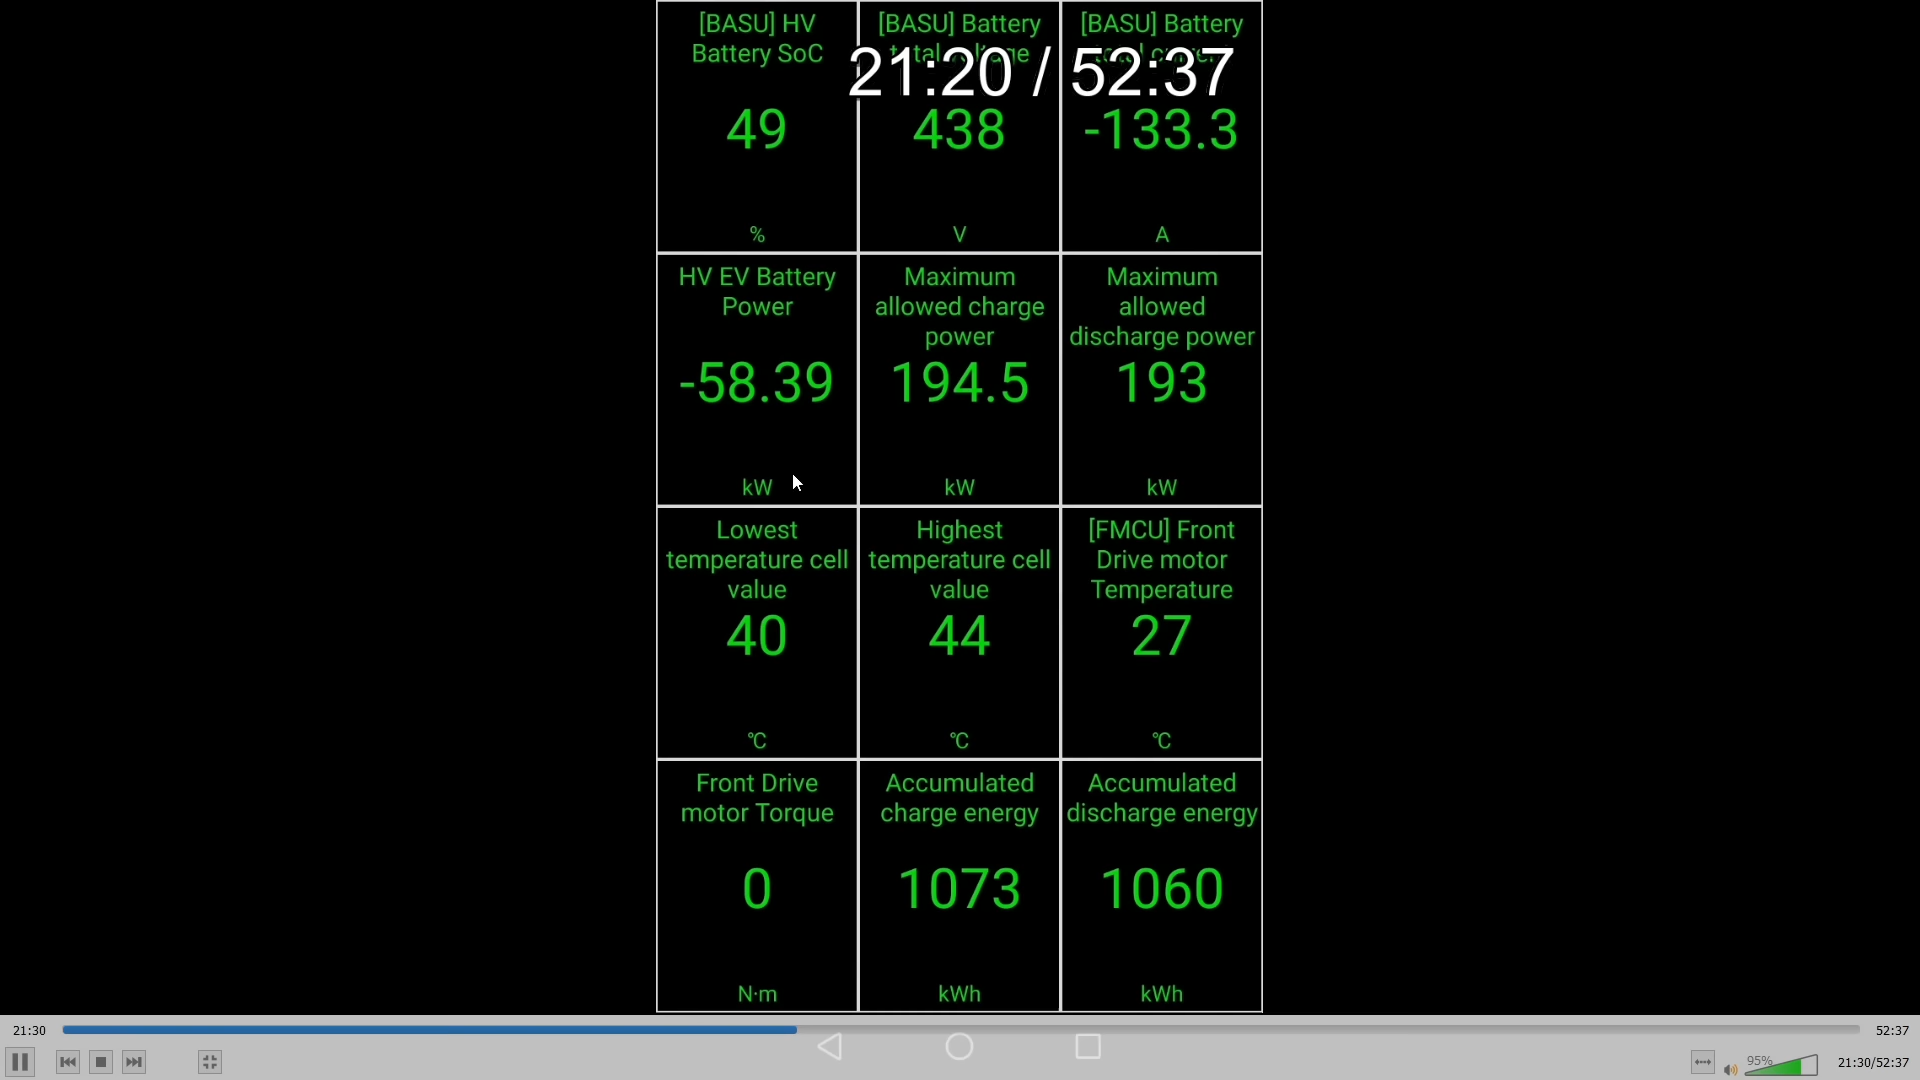 [BASU] HV
Battery SoC
49
%
[BASU] Battery
438
V
[BASU] Battery
-133.3
A
21:20 / 52:37
HV EV Battery
Power
-58.39
kW
Maximum
allowed charge
power
194.5
kW
Maximum
allowed
discharge power
193
kW
Lowest
temperature cell
value
40
°C
Highest
temperature cell
value
44
°C
[FMCU] Front
Drive motor
Temperature
27
°C
Front Drive
motor Torque
0
N·m
Accumulated
charge energy
1073
kWh
Accumulated
discharge energy
1060
kWh
21:30
52:37
95%
21:30/52:37